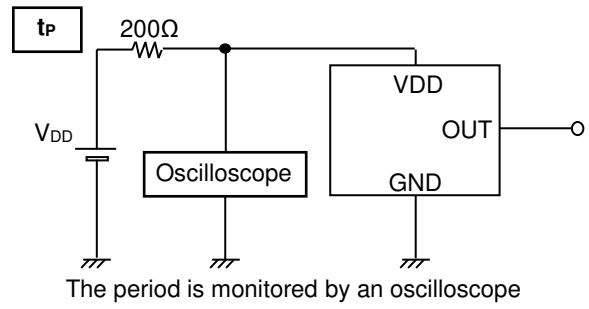 tP
200Ω
VDD
VDD
OUT
Oscilloscope
GND
The period is monitored by an oscilloscope